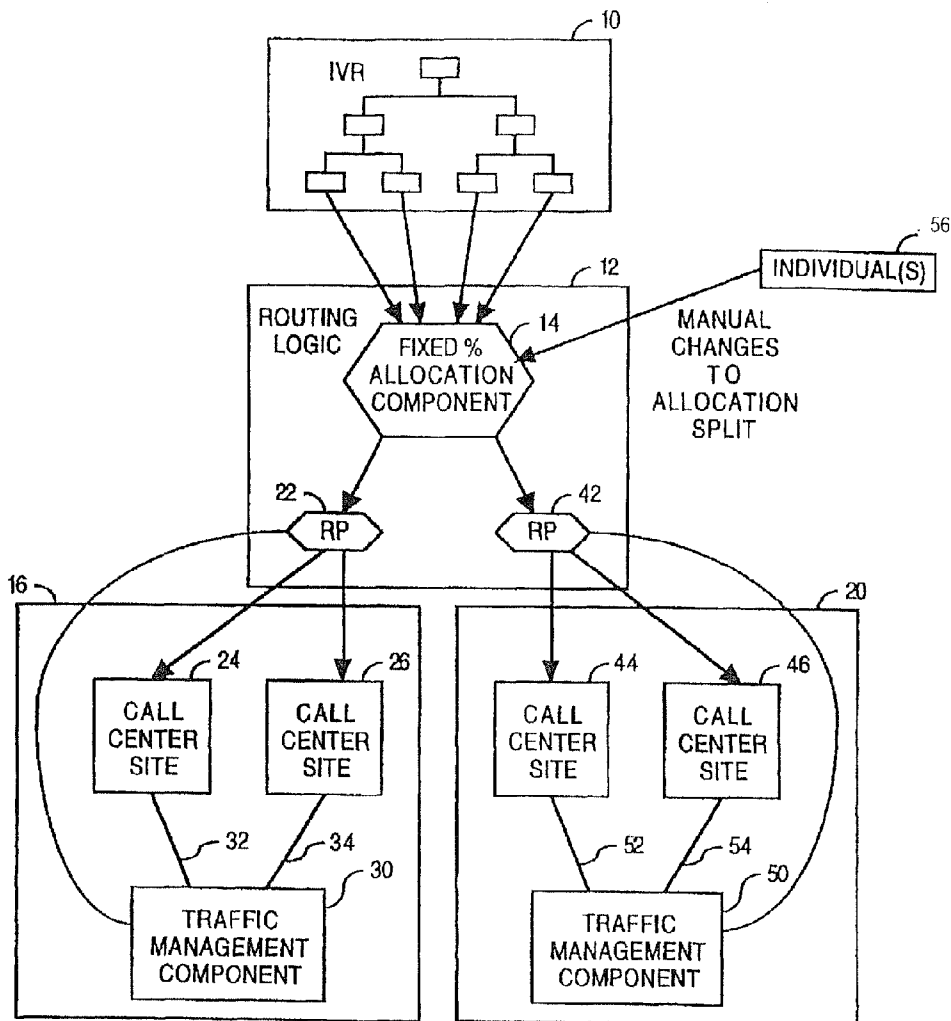 10
IVR
56
INDIVIDUAL(S)
12
ROUTING
LOGIC
14
FIXED %
ALLOCATION
COMPONENT
MANUAL
CHANGES
TO
ALLOCATION
SPLIT
22
RP
42
RP
16
20
24
CALL
CENTER
SITE
26
CALL
CENTER
SITE
44
CALL
CENTER
SITE
46
CALL
CENTER
SITE
32
34
30
TRAFFIC
MANAGEMENT
COMPONENT
52
54
50
TRAFFIC
MANAGEMENT
COMPONENT